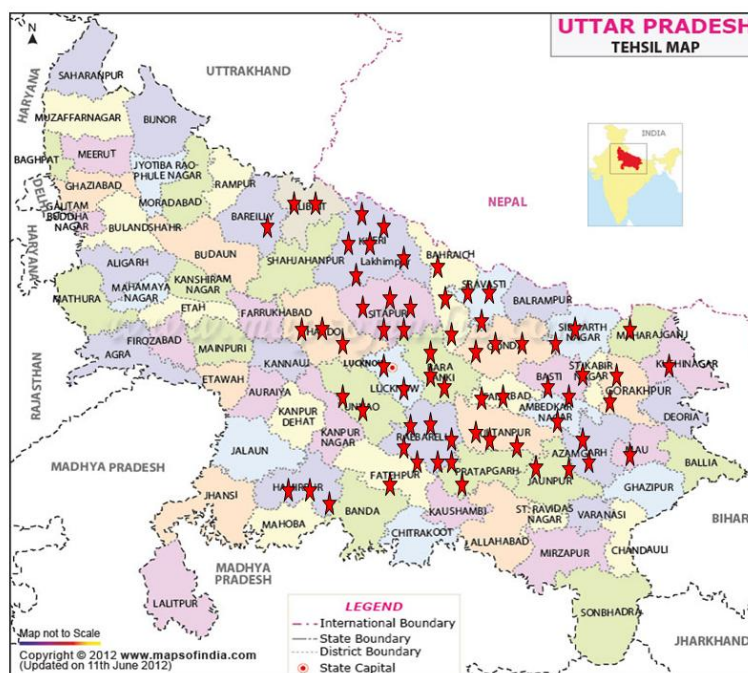 UTTAR PRADESH
TEHSIL MAP
N
INDIA
HARYANA
UTTRAKHAND
SAHARANPUR
MUZAFFARNAGAR
BIJNOR
BAGHPAT
MEERUT
JYOTIBA RAO-
PHULE NAGAR
GHAZIABAD
RAMPUR
DELHI
MORADABAD
GAUTAM
BUDDHA
NAGAR
BULANDSHAHR
BAREILLY
NEPAL
HARYANA
BUDAUN
SHAHJAHANPUR
Lakhimpur
BAHRAICH
ALIGARH
SRAVASTI
MAHAMAYA
NAGAR
KANSHIRAM
NAGAR
BALRAMPUR
MATHURA
ETAH
FARRUKHABAD
SITAPUR
MAHARAJGANJ
FIROZABAD
MAINPURI
AGRA
KANNAUJ
LUCKNOW
BARA
BANKI
RAJASTHAN
ETAWAH
AURAIYA
LUCKNOW
BASTI
GORAKHPUR
DEORIA
KANPUR
DEHAT
AMBEDKAR
NAGAR
KANPUR
NAGAR
JALAUN
AZAMGARH
BALLIA
MADHYA PRADESH
FATEHPUR
PRATAPGARH
JAUNPUR
GHAZIPUR
JHANSI
BANDA
KAUSHAMBI
ST. RAVIDAS
NAGAR
VARANASI
BIHAR
MAHOBA
CHITRAKOOT
ALLAHABAD
MIRZAPUR
CHANDAULI
MADHYA
PRADESH
LALITPUR
SONBHADRA
JHARKHAND
LEGEND
International Boundary
State Boundary
District Boundary
State Capital
Map not to Scale
Copyright © 2012 www.mapsofindia.com
(Updated on 11th June 2012)